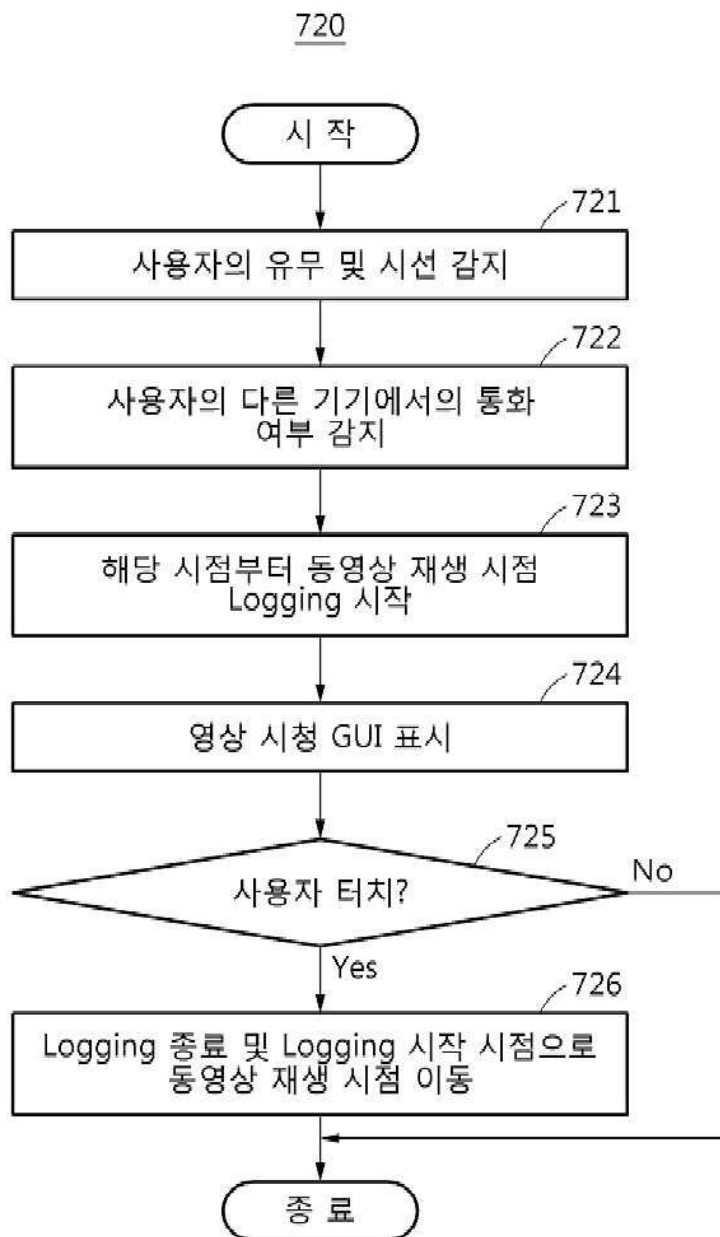 720
시 작
721
사용자의 유무 및 시선 감지
722
사용자의 다른 기기에서의 통화
여부 감지
723
해당 시점부터 동영상 재생 시점
Logging 시작
724
영상 시청 GUI 표시
725
사용자 터치?
No
Yes
726
Logging 종료 및 Logging 시작 시점으로
동영상 재생 시점 이동
종 료